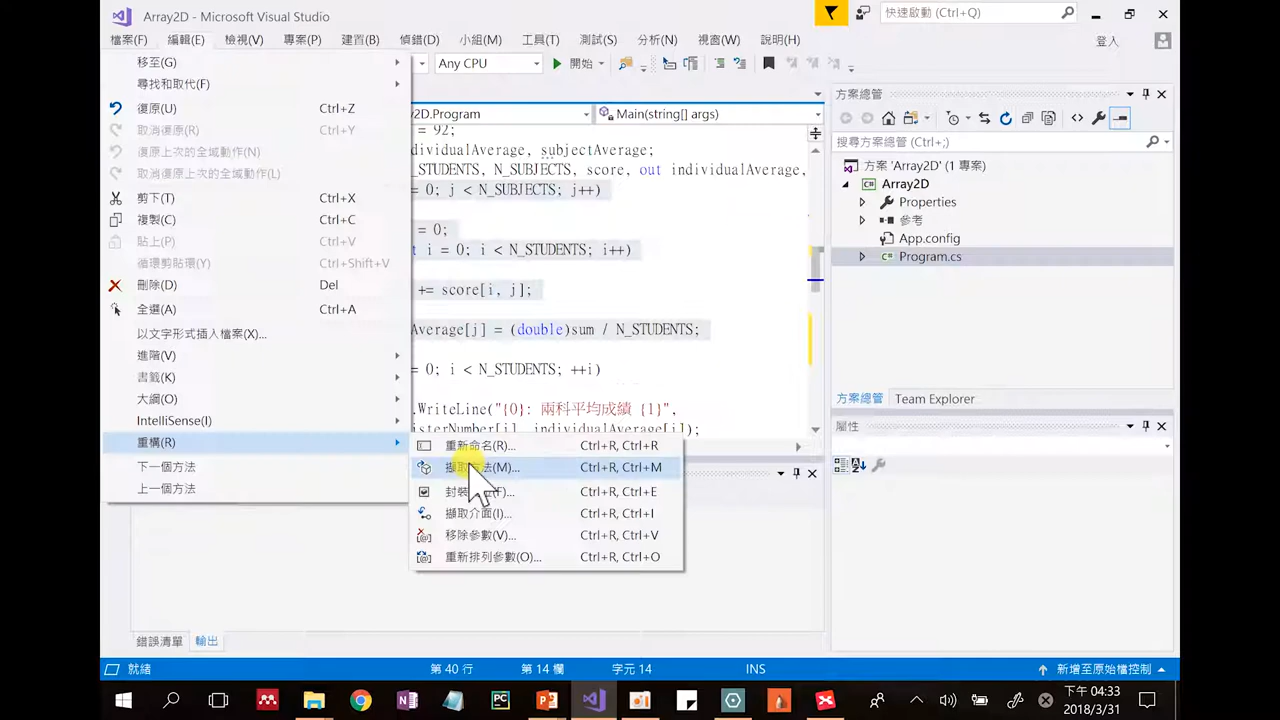 Array2D - Microsoft Visual Studio
快速啟動 (Ctrl+Q)
檔案(F) 編輯(E) 檢視(V) 專案(P) 建置(B) 偵錯(D) 小組(M) 工具(T) 測試(S) 分析(N) 視窗(W) 說明(H)
登入
Any CPU 開始
移至(G)
尋找和取代(F)
復原(U) Ctrl+Z
取消復原(R) Ctrl+Y
復原上次的全域動作(N)
取消復原上次的全域動作(L)
剪下(T) Ctrl+X
複製(C) Ctrl+C
貼上(P) Ctrl+V
循環剪貼環(Y) Ctrl+Shift+V
刪除(D) Del
全選(A) Ctrl+A
以文字形式插入檔案(X)...
進階(V)
書籤(K)
大綱(O)
IntelliSense(I)
重構(R)
下一個方法
上一個方法
重新命名(R)... Ctrl+R, Ctrl+R
擷取方法(M)... Ctrl+R, Ctrl+M
Ctrl+R, Ctrl+E
擷取介面(I)... Ctrl+R, Ctrl+I
移除參數(V)... Ctrl+R, Ctrl+V
重新排列參數(O)... Ctrl+R, Ctrl+O
2D.Program Main(string[] args)
= 92;
dividualAverage, subjectAverage;
_STUDENTS, N_SUBJECTS, score, out individualAverage,
= 0; j < N_SUBJECTS; j++)
= 0;
t i = 0; i < N_STUDENTS; i++)
+= score[i, j];
Average[j] = (double)sum / N_STUDENTS;
= 0; i < N_STUDENTS; ++i)
.WriteLine("{0}: 兩科平均成績 {1}",
isterNumber[i], individualAverage[i]);
方案總管
搜尋方案總管 (Ctrl+;)
方案 'Array2D' (1 專案)
Array2D
Properties
參考
App.config
Program.cs
方案總管 Team Explorer
屬性
錯誤清單 輸出
就緒 第 40 行 第 14 欄 字元 14 INS 新增至原始檔控制
下午 04:33
2018/3/31